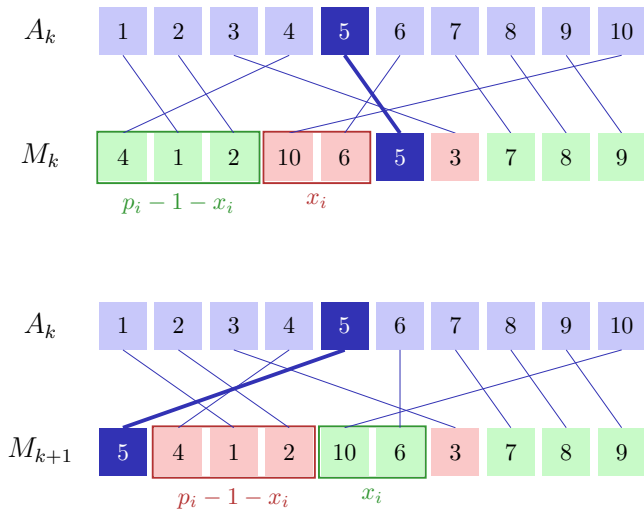 A_k 1 2 3 4 5 6 7 8 9 10
M_k 4 1 2 10 6 5 3 7 8 9
p_i − 1 − x_i x_i
A_k 1 2 3 4 5 6 7 8 9 10
M_{k+1} 5 4 1 2 10 6 3 7 8 9
p_i − 1 − x_i x_i